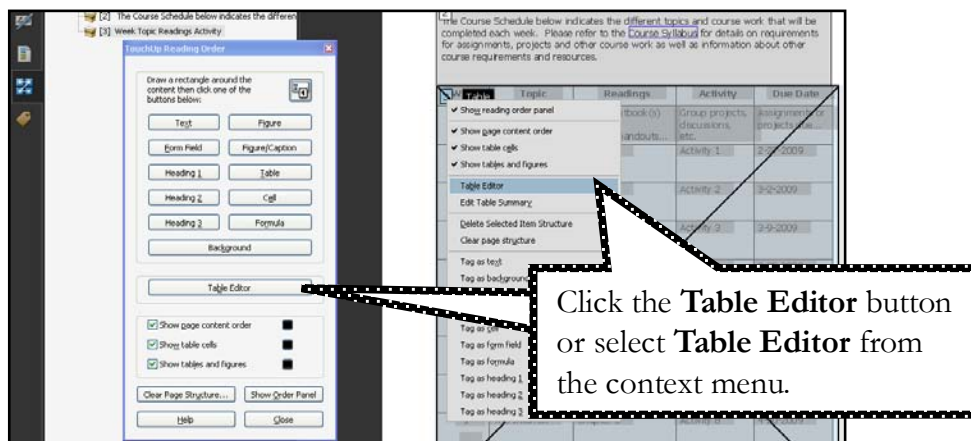 [2] The Course Schedule below indicates the differen
[3] Week Topic Readings Activity
TouchUp Reading Order
Draw a rectangle around the
content then click one of the
buttons below:
Text Figure
Form Field Figure/Caption
Heading 1 Table
Heading 2 Cell
Heading 3 Formula
Background
Table Editor
Show page content order
Show table cells
Show tables and figures
Clear Page Structure... Show Order Panel
Help Close
The Course Schedule below indicates the different topics and course work that will be
completed each week. Please refer to the Course Syllabus for details on requirements
for assignments, projects and other course work as well as information about other
course requirements and resources.
Table Topic Readings Activity Due Date
Group projects, Assignments or
discussions, projects due...
handouts... etc.
Activity 1 2-2009
Activity 2 3-2-2009
Activity 3 3-9-2009
Show reading order panel
Show page content order
Show table cells
Show tables and figures
Table Editor
Edit Table Summary
Delete Selected Item Structure
Clear page structure
Tag as text
Tag as background
Tag as cell
Tag as form field
Tag as formula
Tag as heading 1
Tag as heading 2
Tag as heading 3
Click the Table Editor button
or select Table Editor from
the context menu.